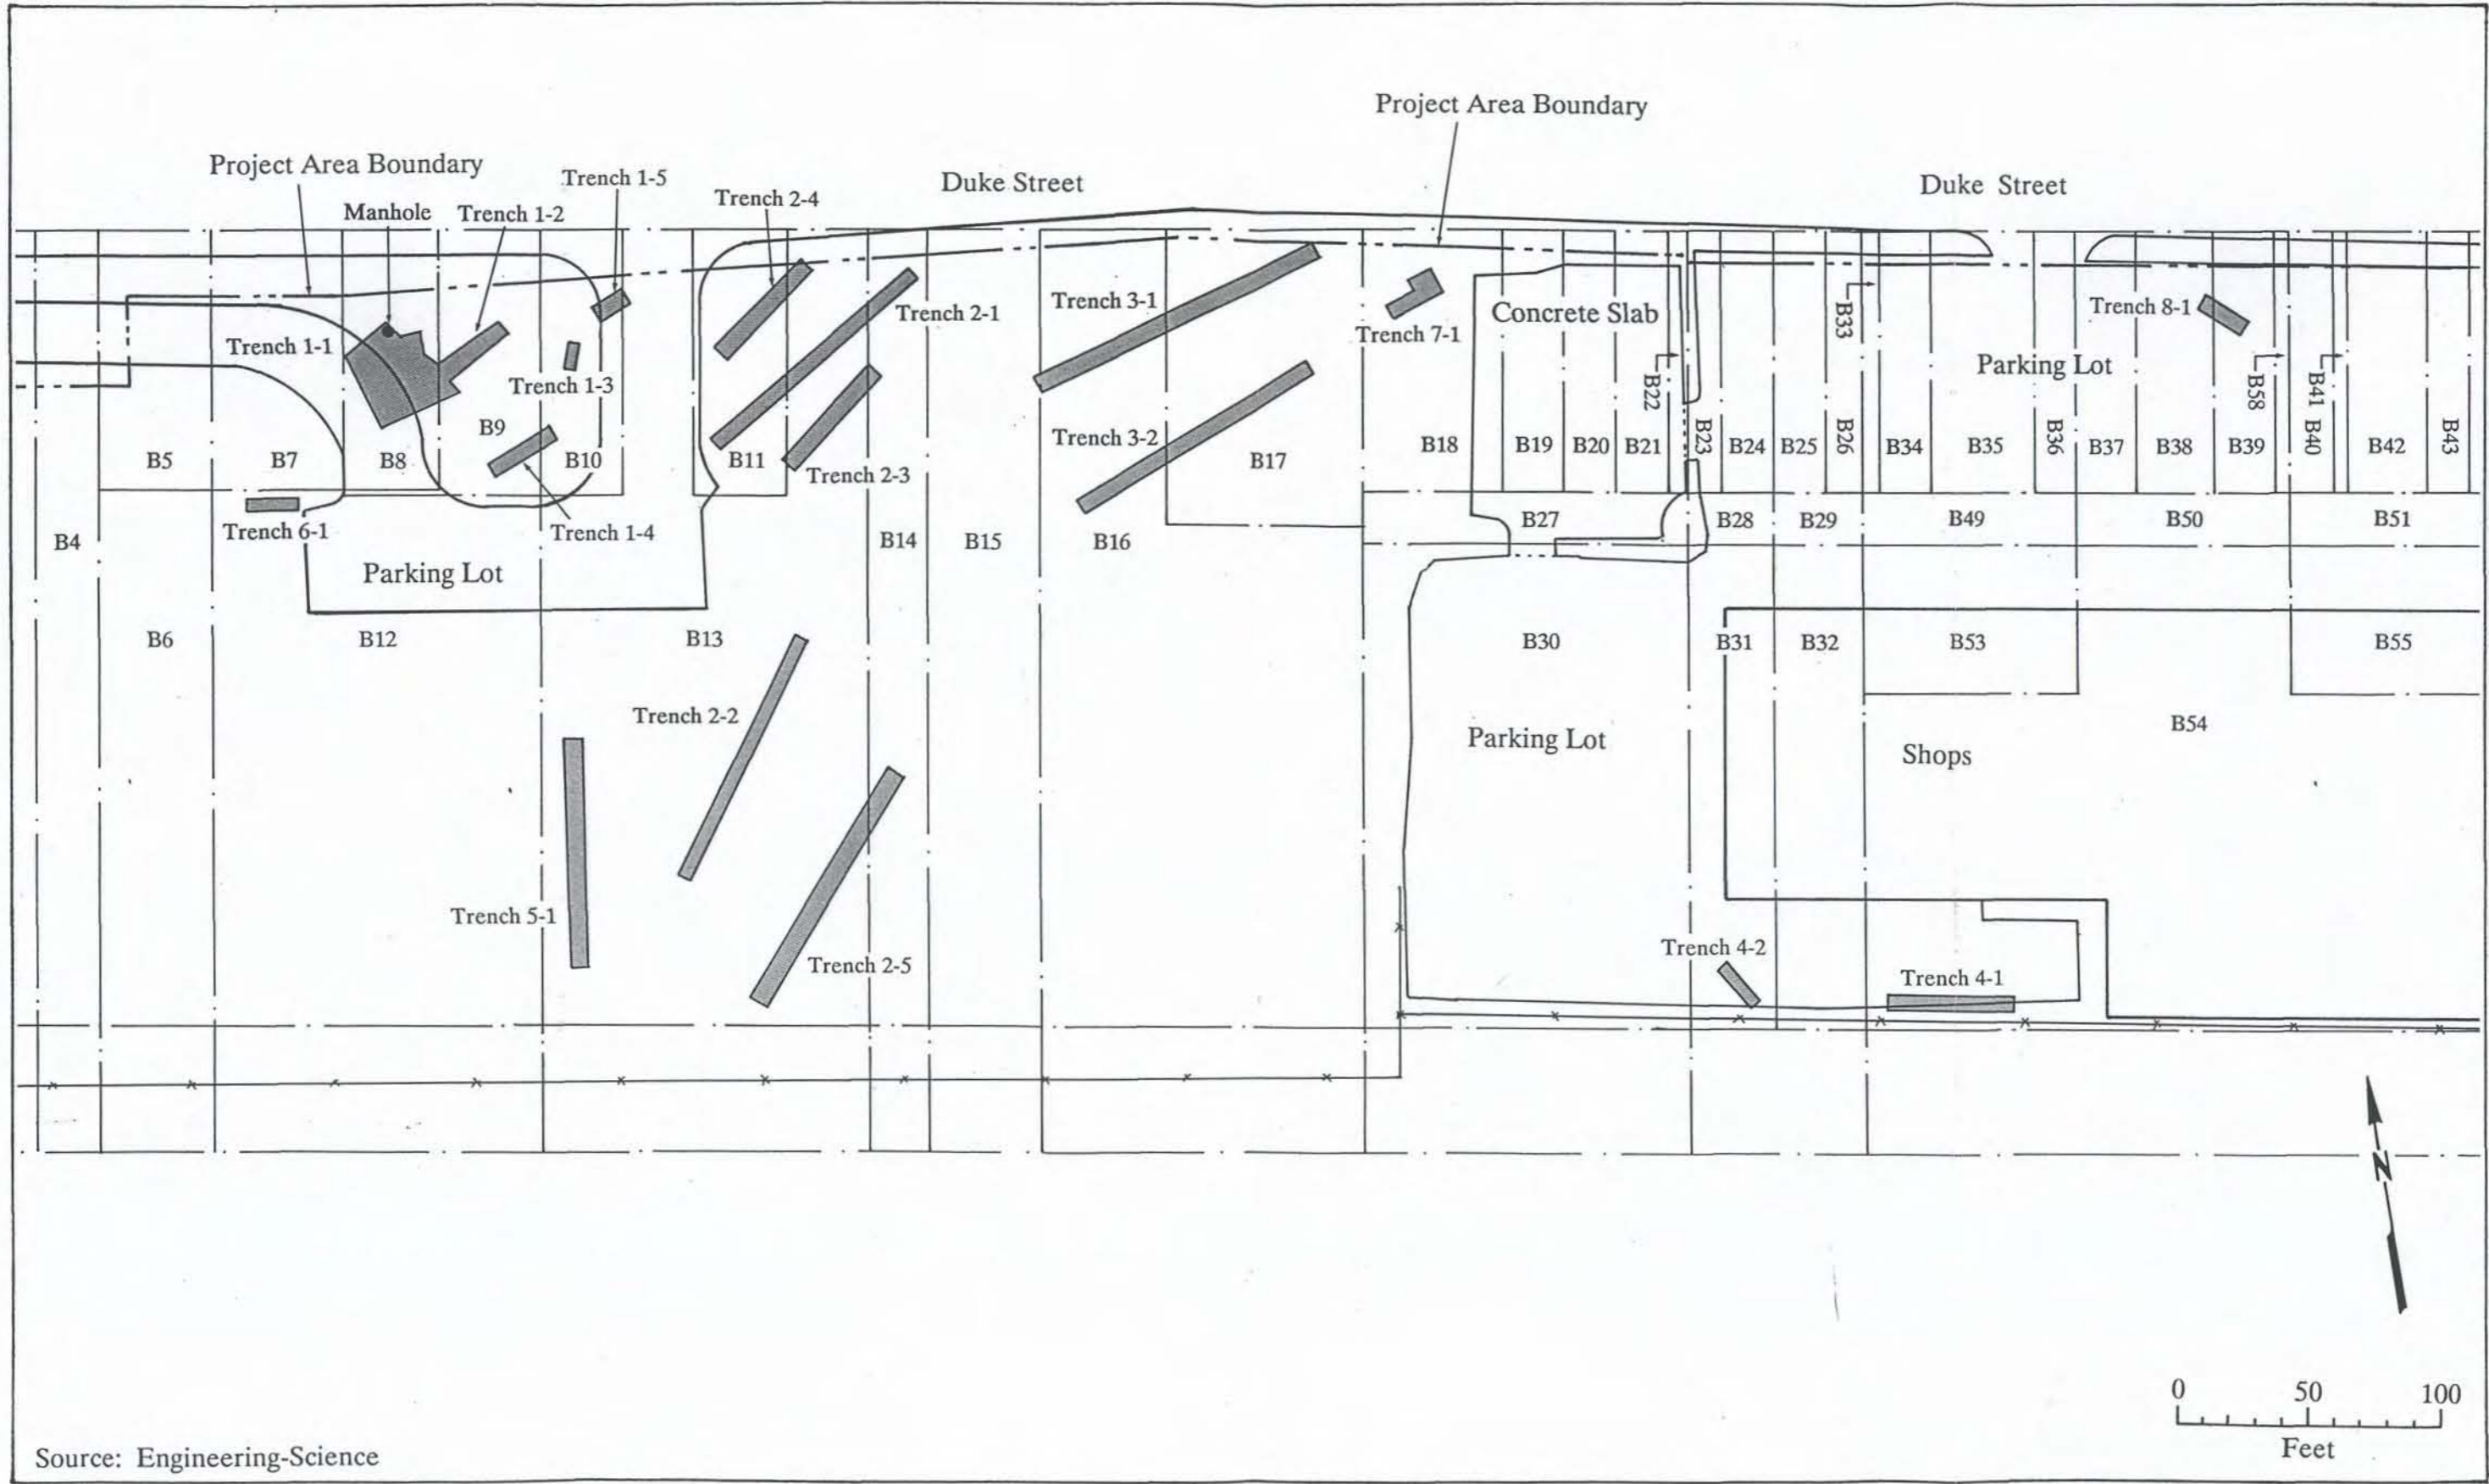 Project Area Boundary
Project Area Boundary
Trench 1-5
Duke Street
Duke Street
Trench 2-4
Manhole
Trench 1-2
Trench 1-1
Trench 1-3
Trench 2-1
Trench 3-1
Concrete Slab
Trench 7-1
B33
Trench 8-1
Parking Lot
B22
B58
B41
B9
Trench 3-2
B5
B7
B8
B10
B11
Trench 2-3
B17
B18
B19
B20
B21
B23
B24
B25
B26
B34
B35
B36
B37
B38
B39
B40
B42
B43
Trench 6-1
Trench 1-4
B4
B14
B15
B16
B27
B28
B29
B49
B50
B51
Parking Lot
B6
B12
B13
B30
B31
B32
B53
B55
Trench 2-2
B54
Parking Lot
Shops
Trench 5-1
Trench 2-5
Trench 4-2
Trench 4-1
N
0 50 100
Feet
Source: Engineering-Science